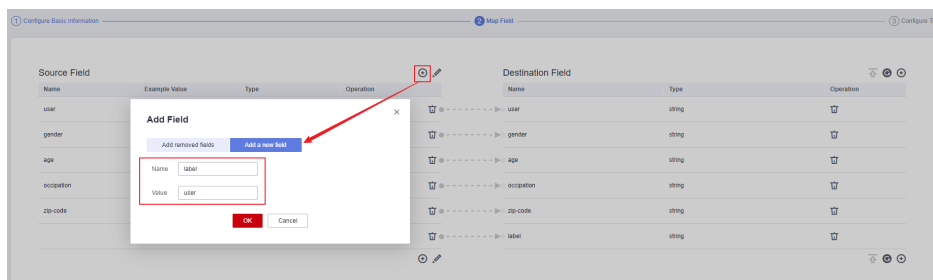 1 Configure Basic Information
2 Map Field
3 Configure T
Source Field
Destination Field
Name Example Value Type Operation
Name Type Operation
user
user string
gender
gender string
age
age string
occipation
occipation string
zip-code
zip-code string
label string
Add Field
Add removed fields Add a new field
Name label
Value user
OK Cancel